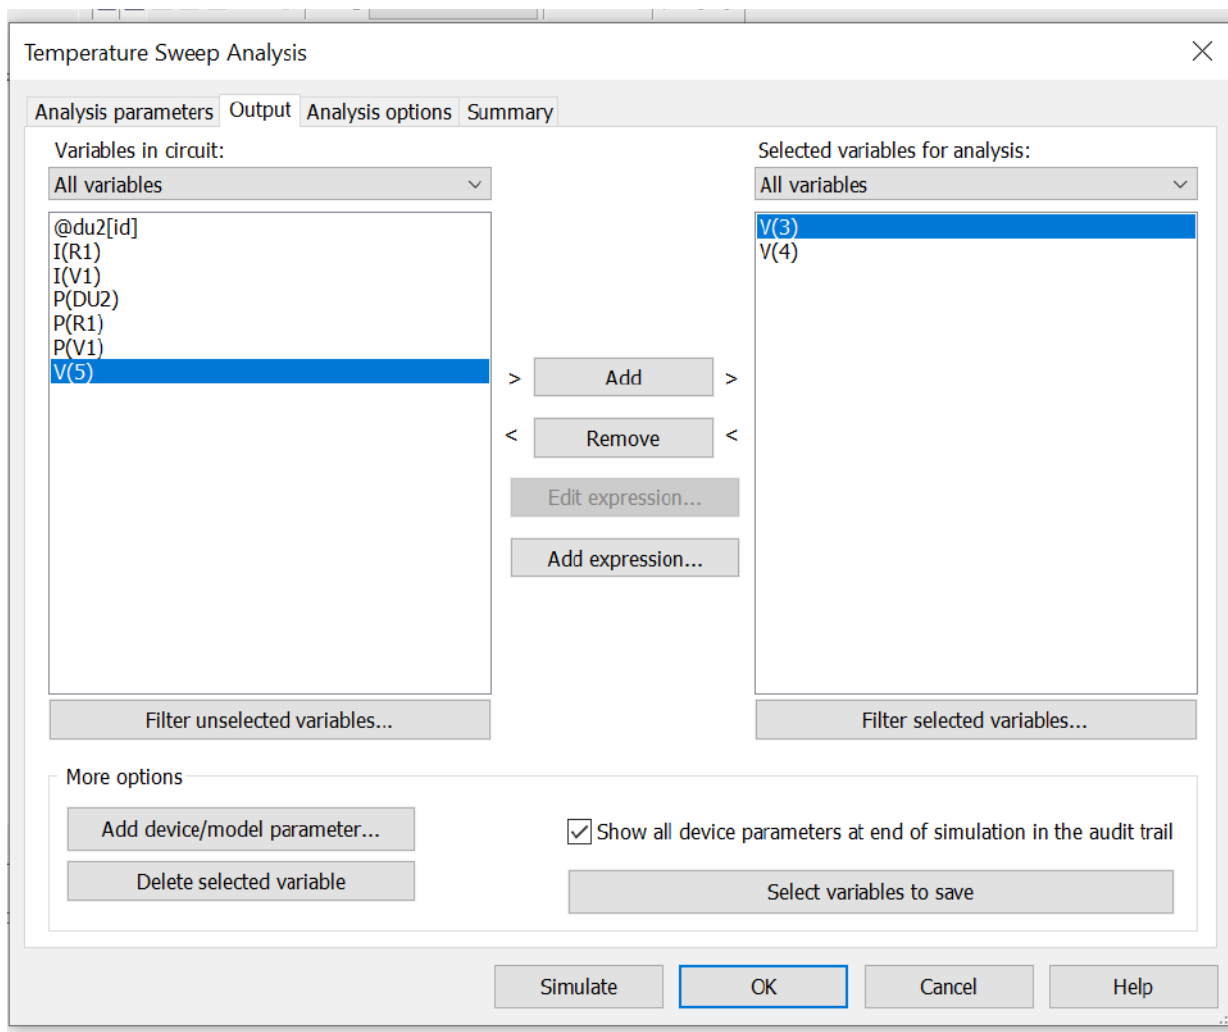 Temperature Sweep Analysis
Analysis parameters Output Analysis options Summary
Variables in circuit:
All variables
@du2[id]
I(R1)
I(V1)
P(DU2)
P(R1)
P(V1)
V(5)
Filter unselected variables...
> Add >
< Remove <
Edit expression...
Add expression...
Selected variables for analysis:
All variables
V(3)
V(4)
Filter selected variables...
More options
Add device/model parameter...
Delete selected variable
Show all device parameters at end of simulation in the audit trail
Select variables to save
Simulate OK Cancel Help